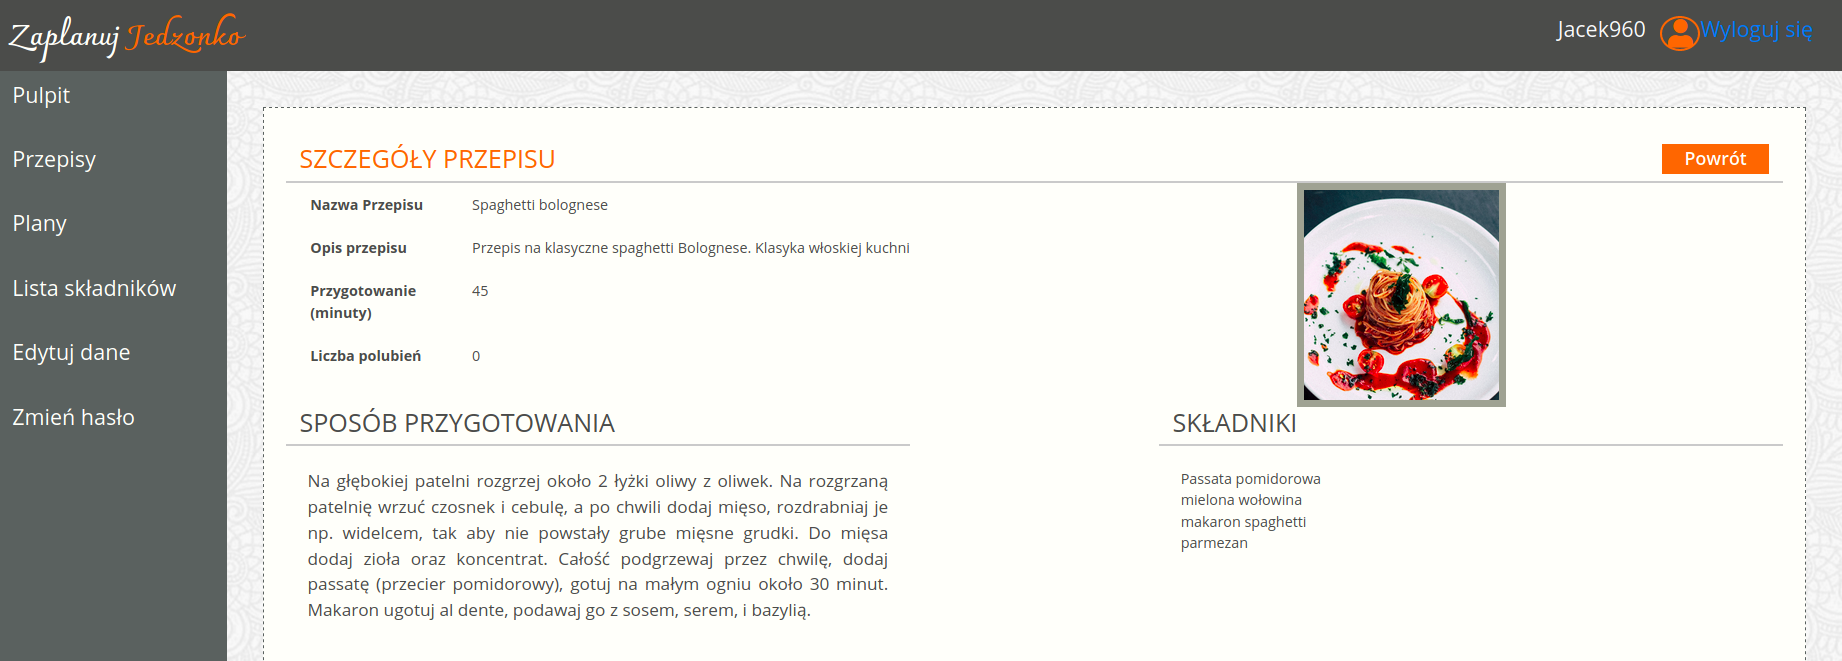 Zaplanuj Jedzonko
Jacek960
Wyloguj się
Pulpit
Przepisy
Plany
Lista składników
Edytuj dane
Zmień hasło
SZCZEGÓŁY PRZEPISU
Powrót
Nazwa Przepisu Spaghetti bolognese
Opis przepisu Przepis na klasyczne spaghetti Bolognese. Klasyka włoskiej kuchni
Przygotowanie 45
(minuty)
Liczba polubień 0
SPOSÓB PRZYGOTOWANIA
Na głębokiej patelni rozgrzej około 2 łyżki oliwy z oliwek. Na rozgrzaną
patelnię wrzuć czosnek i cebulę, a po chwili dodaj mięso, rozdrabniaj je
np. widelcem, tak aby nie powstały grube mięsne grudki. Do mięsa
dodaj zioła oraz koncentrat. Całość podgrzewaj przez chwilę, dodaj
passatę (przecier pomidorowy), gotuj na małym ogniu około 30 minut.
Makaron ugotuj al dente, podawaj go z sosem, serem, i bazylią.
SKŁADNIKI
Passata pomidorowa
mielona wołowina
makaron spaghetti
parmezan